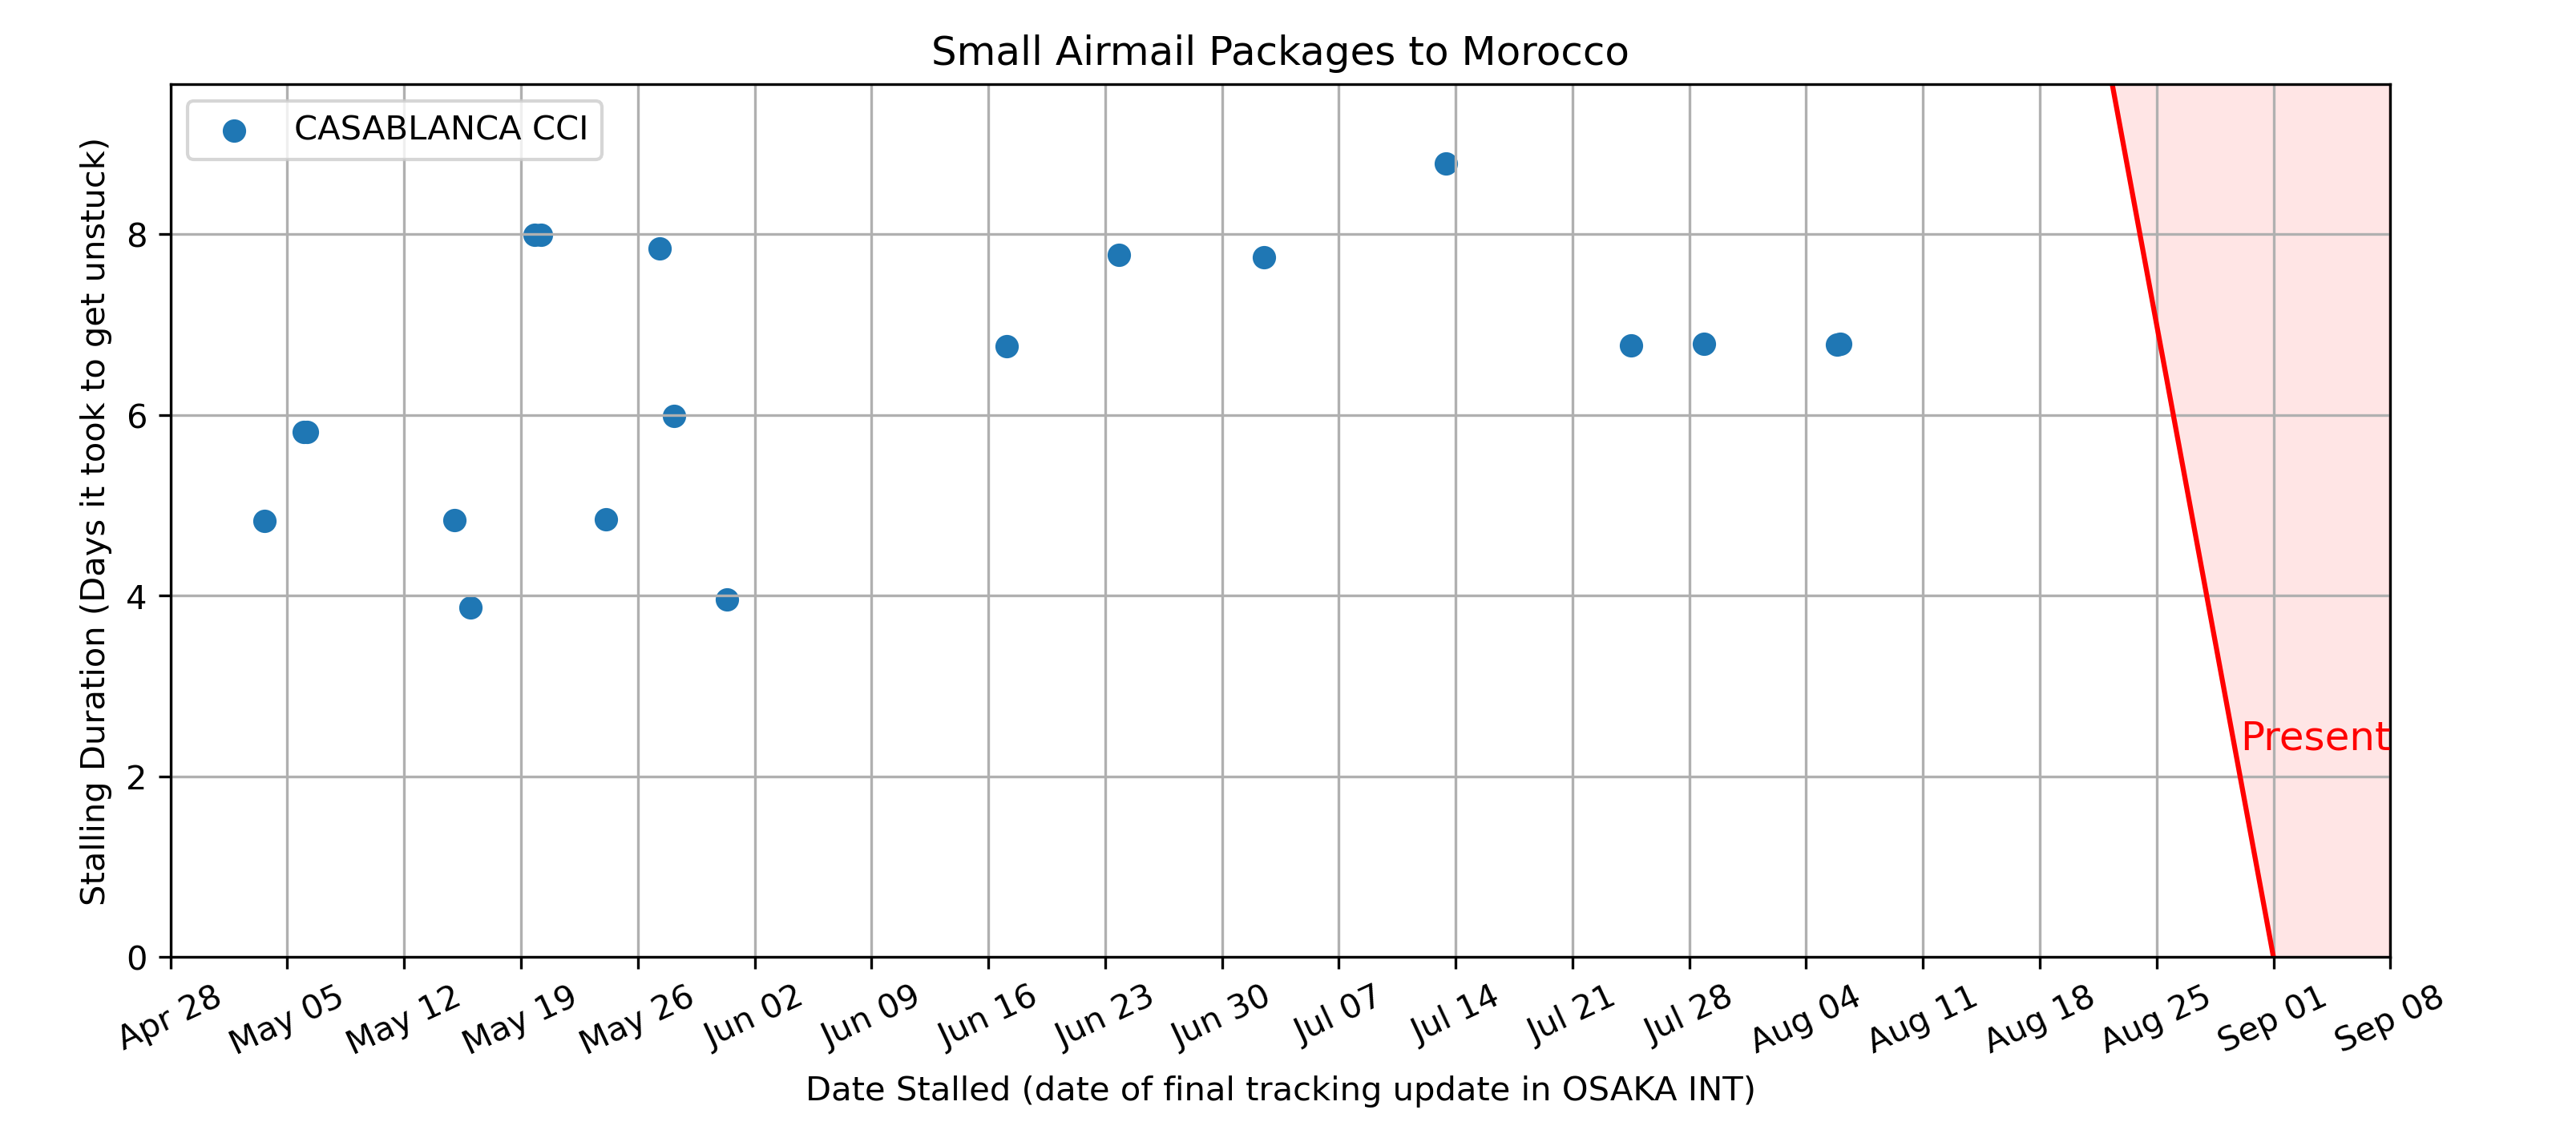 Small Airmail Packages to Morocco
CASABLANCA CCI
Stalling Duration (Days it took to get unstuck)
8
6
4
2
0
Present
Apr 28
May 05
May 12
May 19
May 26
Jun 02
Jun 09
Jun 16
Jun 23
Jun 30
Jul 07
Jul 14
Jul 21
Jul 28
Aug 04
Aug 11
Aug 18
Aug 25
Sep 01
Sep 08
Date Stalled (date of final tracking update in OSAKA INT)